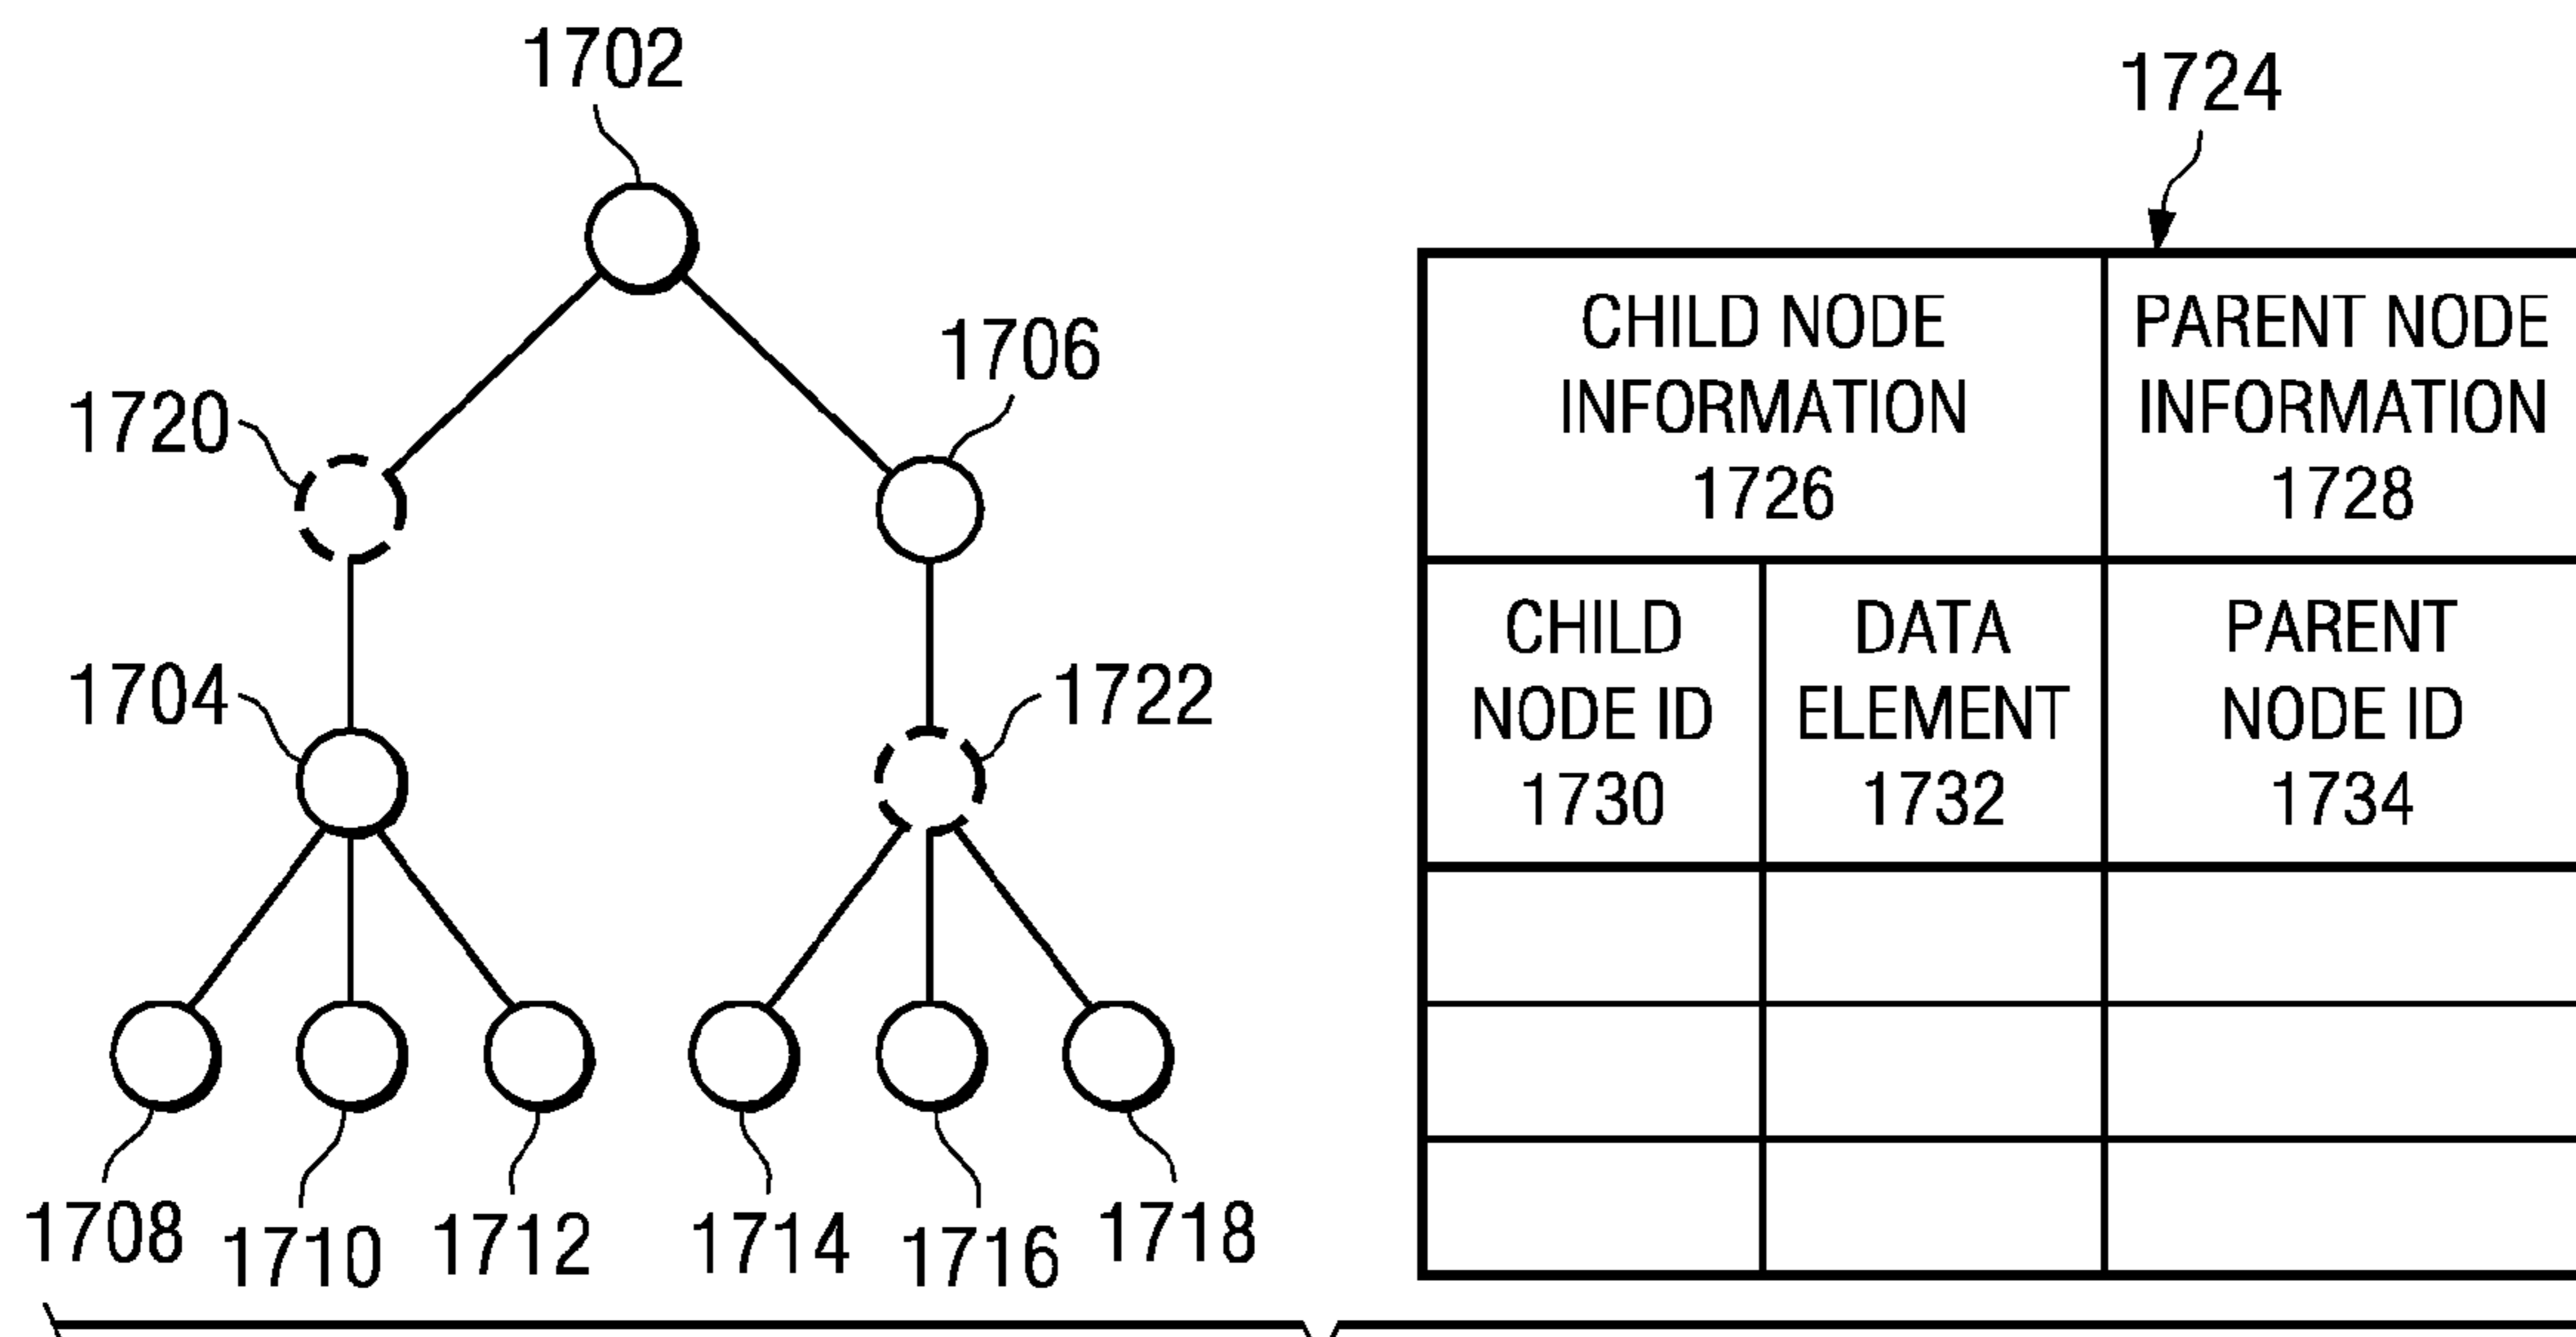 1702
1724
1706
1720
1704
1722
1708
1710
1712
1714
1716
1718
CHILD NODE
INFORMATION
1726
PARENT NODE
INFORMATION
1728
CHILD
NODE ID
1730
DATA
ELEMENT
1732
PARENT
NODE ID
1734